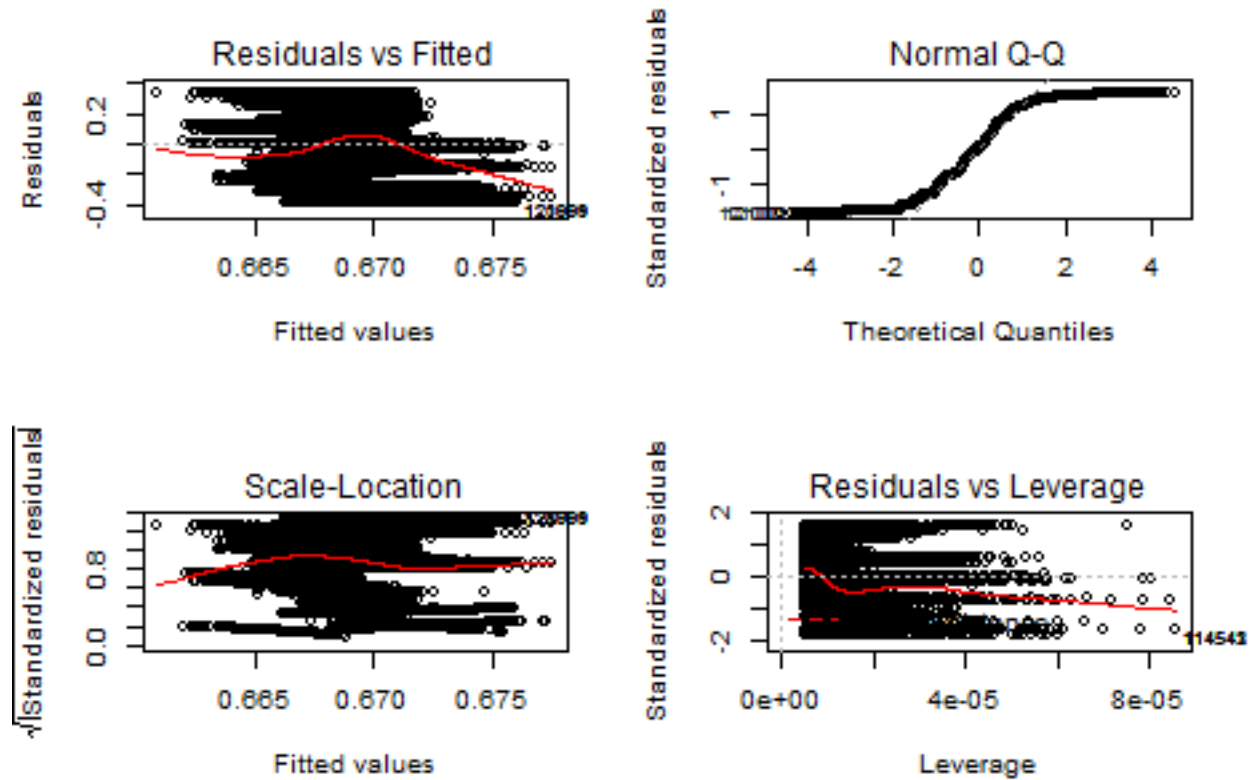 Residuals vs Fitted
Residuals
0.2
-0.4
0.665 0.670 0.675
Fitted values
Normal Q-Q
Standardized residuals
1
-1
-4 -2 0 2 4
Theoretical Quantiles
Scale-Location
√|Standardized residuals|
0.8
0.0
0.665 0.670 0.675
Fitted values
Residuals vs Leverage
Standardized residuals
2
0
-2
0e+00 4e-05 8e-05
Leverage